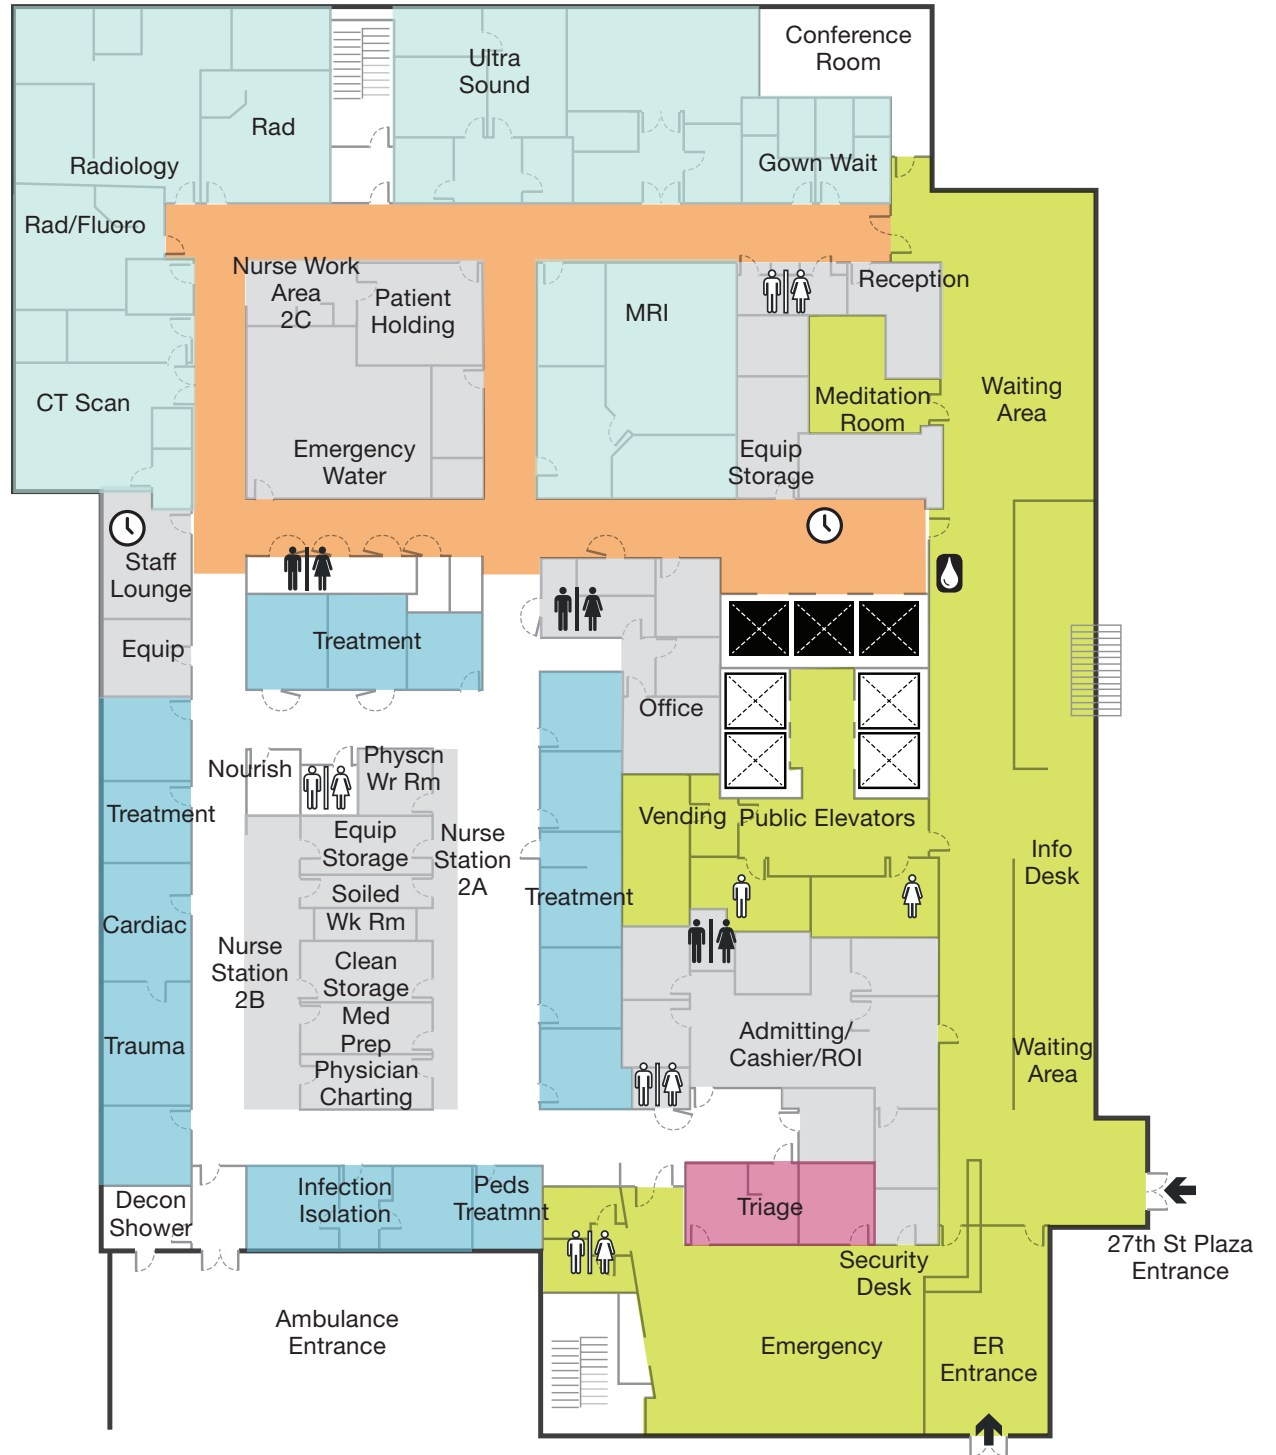 Conference
Room
Ultra
Sound
Rad
Radiology
Gown Wait
Rad/Fluoro
Nurse Work
Area
2C
Patient
Holding
MRI
Reception
CT Scan
Emergency
Water
Meditation
Room
Waiting
Area
Equip
Storage
Staff
Lounge
Equip
Treatment
Office
Nourish
Physcn
Wr Rm
Treatment
Equip
Storage
Nurse
Station
2A
Vending
Public Elevators
Info
Desk
Soiled
Wk Rm
Treatment
Cardiac
Nurse
Station
2B
Clean
Storage
Med
Prep
Trauma
Admitting/
Cashier/ROI
Waiting
Area
Physician
Charting
Decon
Shower
Infection
Isolation
Peds
Treatmnt
Triage
Security
Desk
27th St Plaza
Entrance
Ambulance
Entrance
Emergency
ER
Entrance